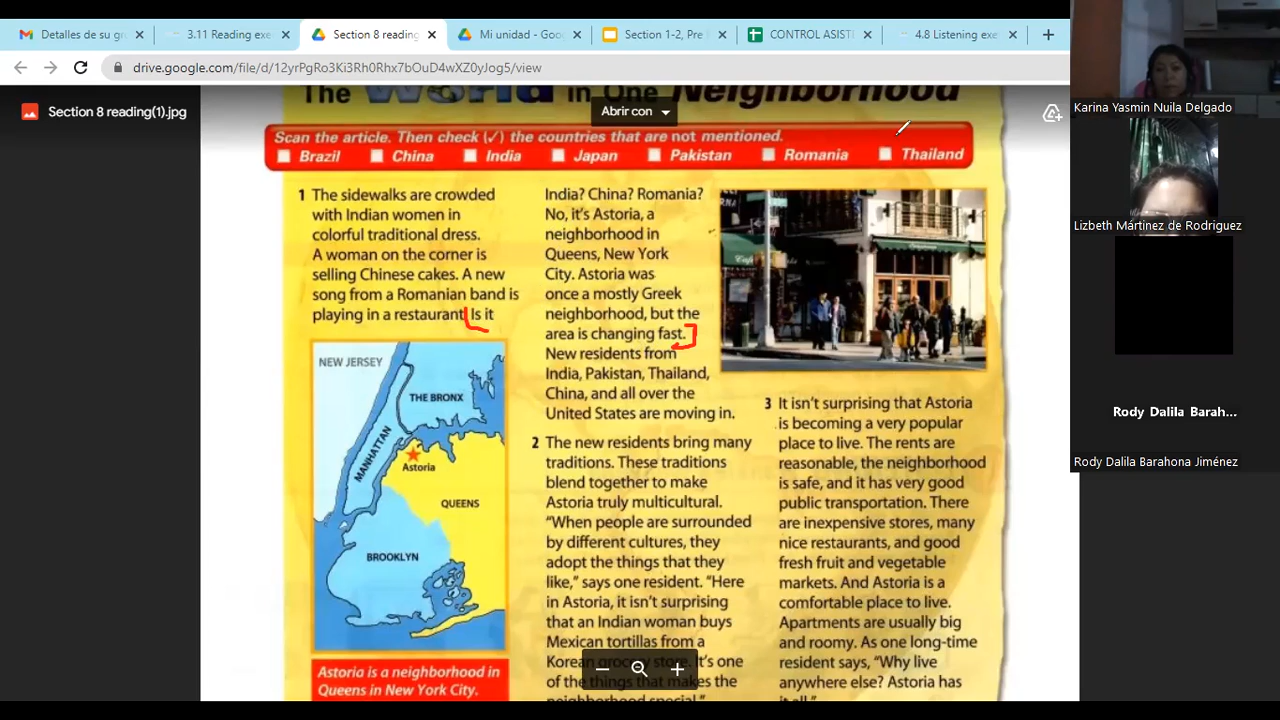 Detalles de su gr
3.11 Reading exe
Section 8 reading
Mi unidad - Goo
Section 1-2, Pre I
CONTROL ASIST
4.8 Listening exe
drive.google.com/file/d/12yrPgRo3Ki3Rh0Rhx7bOuD4wXZ0yJog5/view
Section 8 reading(1).jpg
Abrir con
The World in One Neighborhood
Scan the article. Then check (✓) the countries that are not mentioned.
Brazil China India Japan Pakistan Romania Thailand
1 The sidewalks are crowded
with Indian women in
colorful traditional dress.
A woman on the corner is
selling Chinese cakes. A new
song from a Romanian band is
playing in a restaurant. Is it
NEW JERSEY
THE BRONX
MANHATTAN
Astoria
QUEENS
BROOKLYN
Astoria is a neighborhood in
Queens in New York City.
India? China? Romania?
No, it's Astoria, a
neighborhood in
Queens, New York
City. Astoria was
once a mostly Greek
neighborhood, but the
area is changing fast.
New residents from
India, Pakistan, Thailand,
China, and all over the
United States are moving in.
2 The new residents bring many
traditions. These traditions
blend together to make
Astoria truly multicultural.
"When people are surrounded
by different cultures, they
adopt the things that they
like," says one resident. "Here
in Astoria, it isn't surprising
that an Indian woman buys
Mexican tortillas from a
Korean grocery store. It's one
of the things that makes the
neighborhood special."
3 It isn't surprising that Astoria
is becoming a very popular
place to live. The rents are
reasonable, the neighborhood
is safe, and it has very good
public transportation. There
are inexpensive stores, many
nice restaurants, and good
fresh fruit and vegetable
markets. And Astoria is a
comfortable place to live.
Apartments are usually big
and roomy. As one long-time
resident says, "Why live
anywhere else? Astoria has
it all."
Karina Yasmin Nuila Delgado
Lizbeth Mártinez de Rodriguez
Rody Dalila Barah...
Rody Dalila Barahona Jiménez